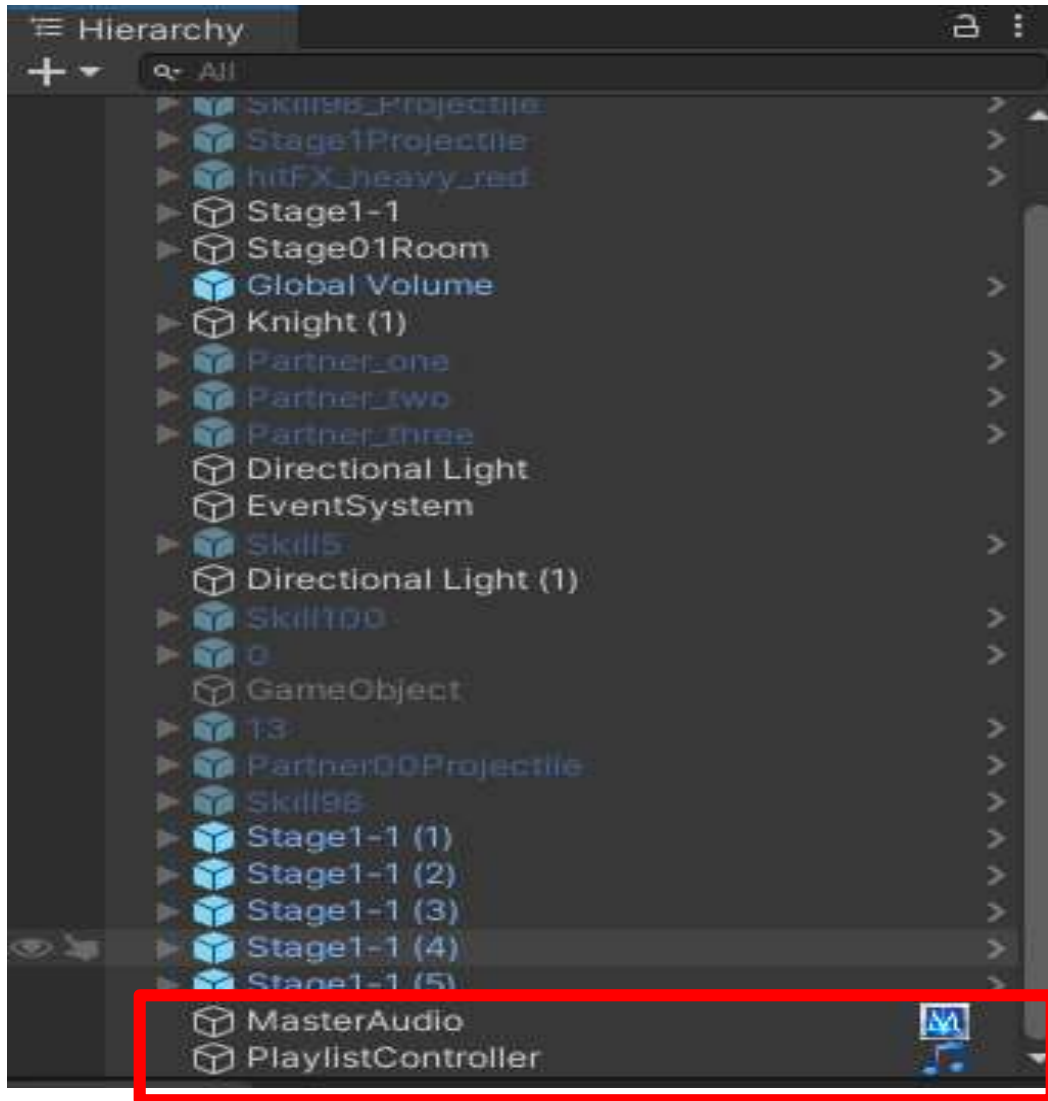 Hierarchy
All
Skill98_Projectile
Stage1Projectile
hitFX_heavy_red
Stage1-1
Stage01Room
Global Volume
Knight (1)
Partner_one
Partner_two
Partner_three
Directional Light
EventSystem
Skill5
Directional Light (1)
Skill100
0
GameObject
13
Partner00Projectile
Skill98
Stage1-1 (1)
Stage1-1 (2)
Stage1-1 (3)
Stage1-1 (4)
Stage1-1 (5)
MasterAudio
PlaylistController